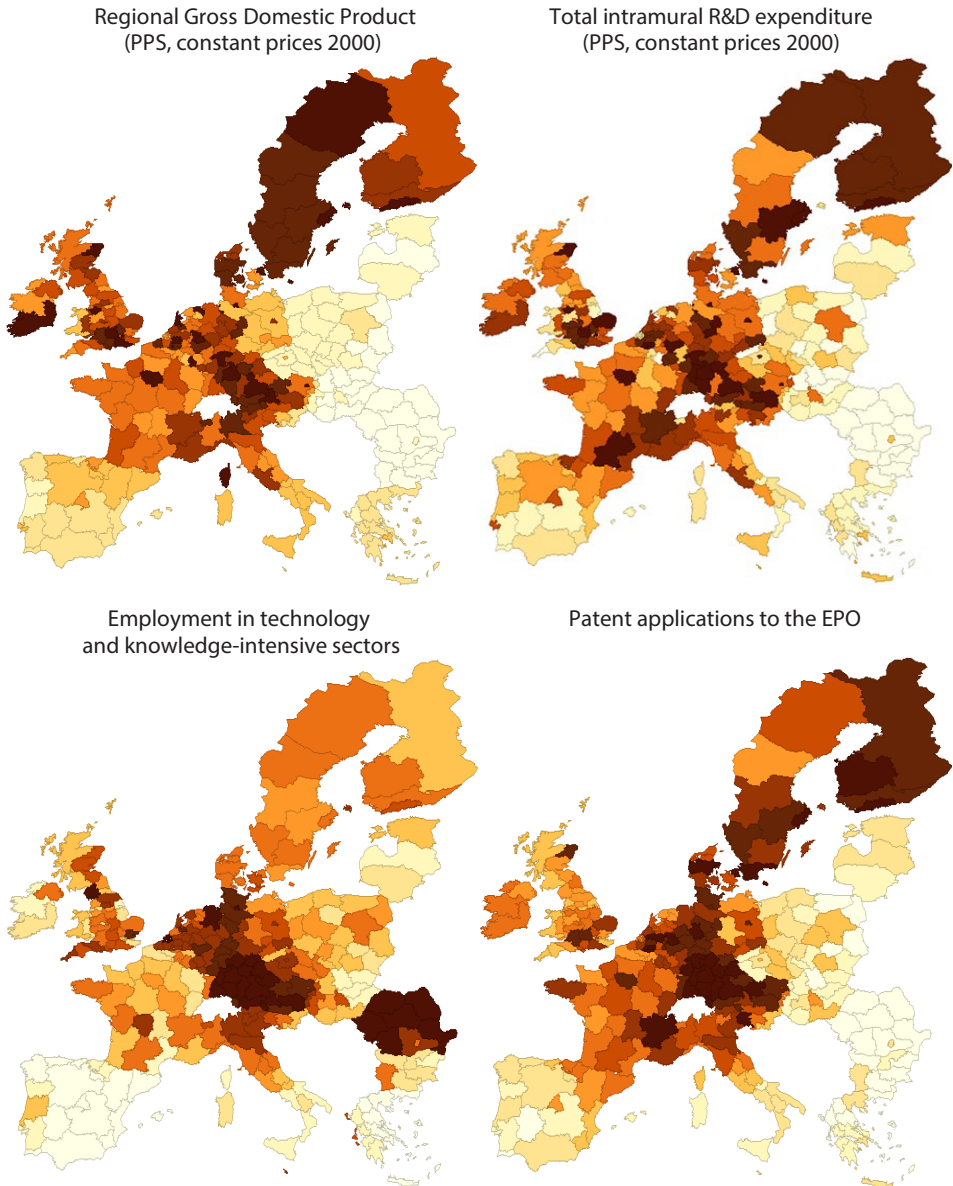 Regional Gross Domestic Product
(PPS, constant prices 2000)
Total intramural R&D expenditure
(PPS, constant prices 2000)
Employment in technology
and knowledge-intensive sectors
Patent applications to the EPO